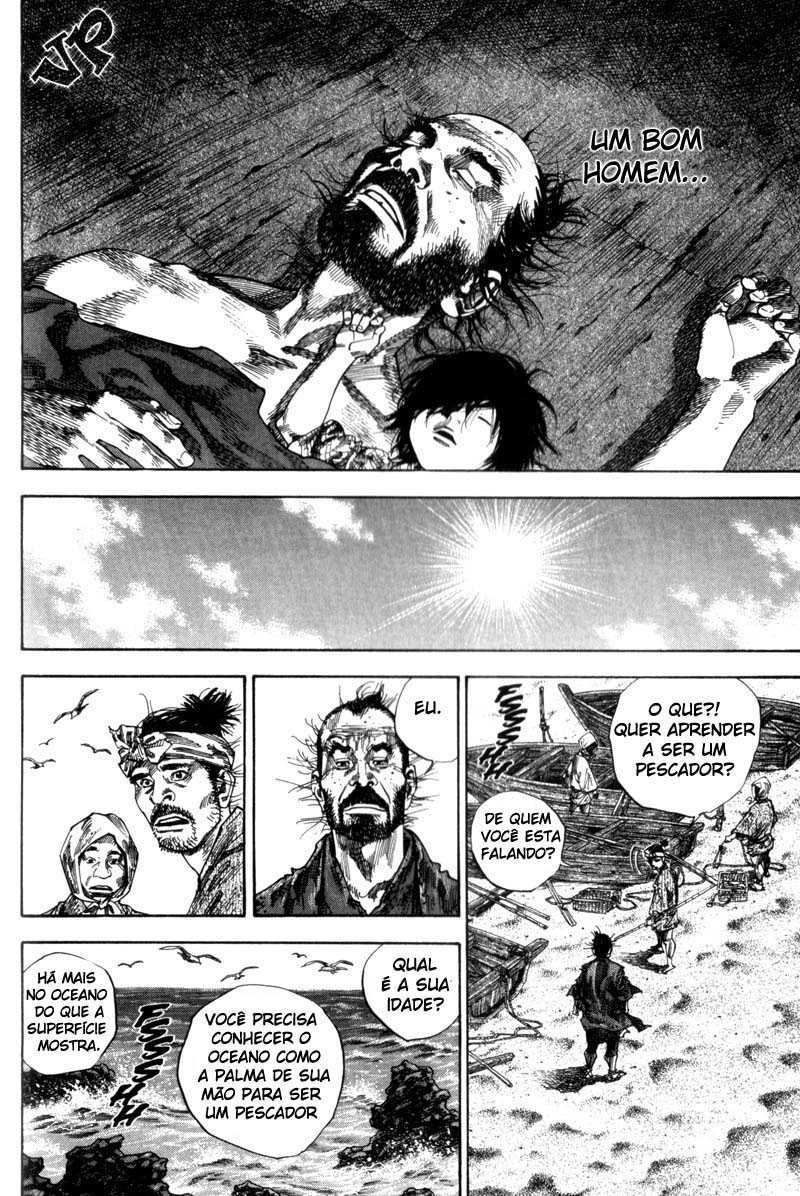 VP
UM BOM
HOMEM...
O QUE?!
QUER APRENDER
A SER UM
PESCADOR?
DE QUEM
VOCÊ ESTA
FALANDO?
FSSSHH
EU.
QUAL
É A SUA
IDADE?
VOCÊ PRECISA
CONHECER O
OCEANO COMO
A PALMA DE SUA
MÃO PARA SER
UM PESCADOR
FSSSHH
HÁ MAIS
NO OCEANO
DO QUE A
SUPERFÍCIE
MOSTRA.